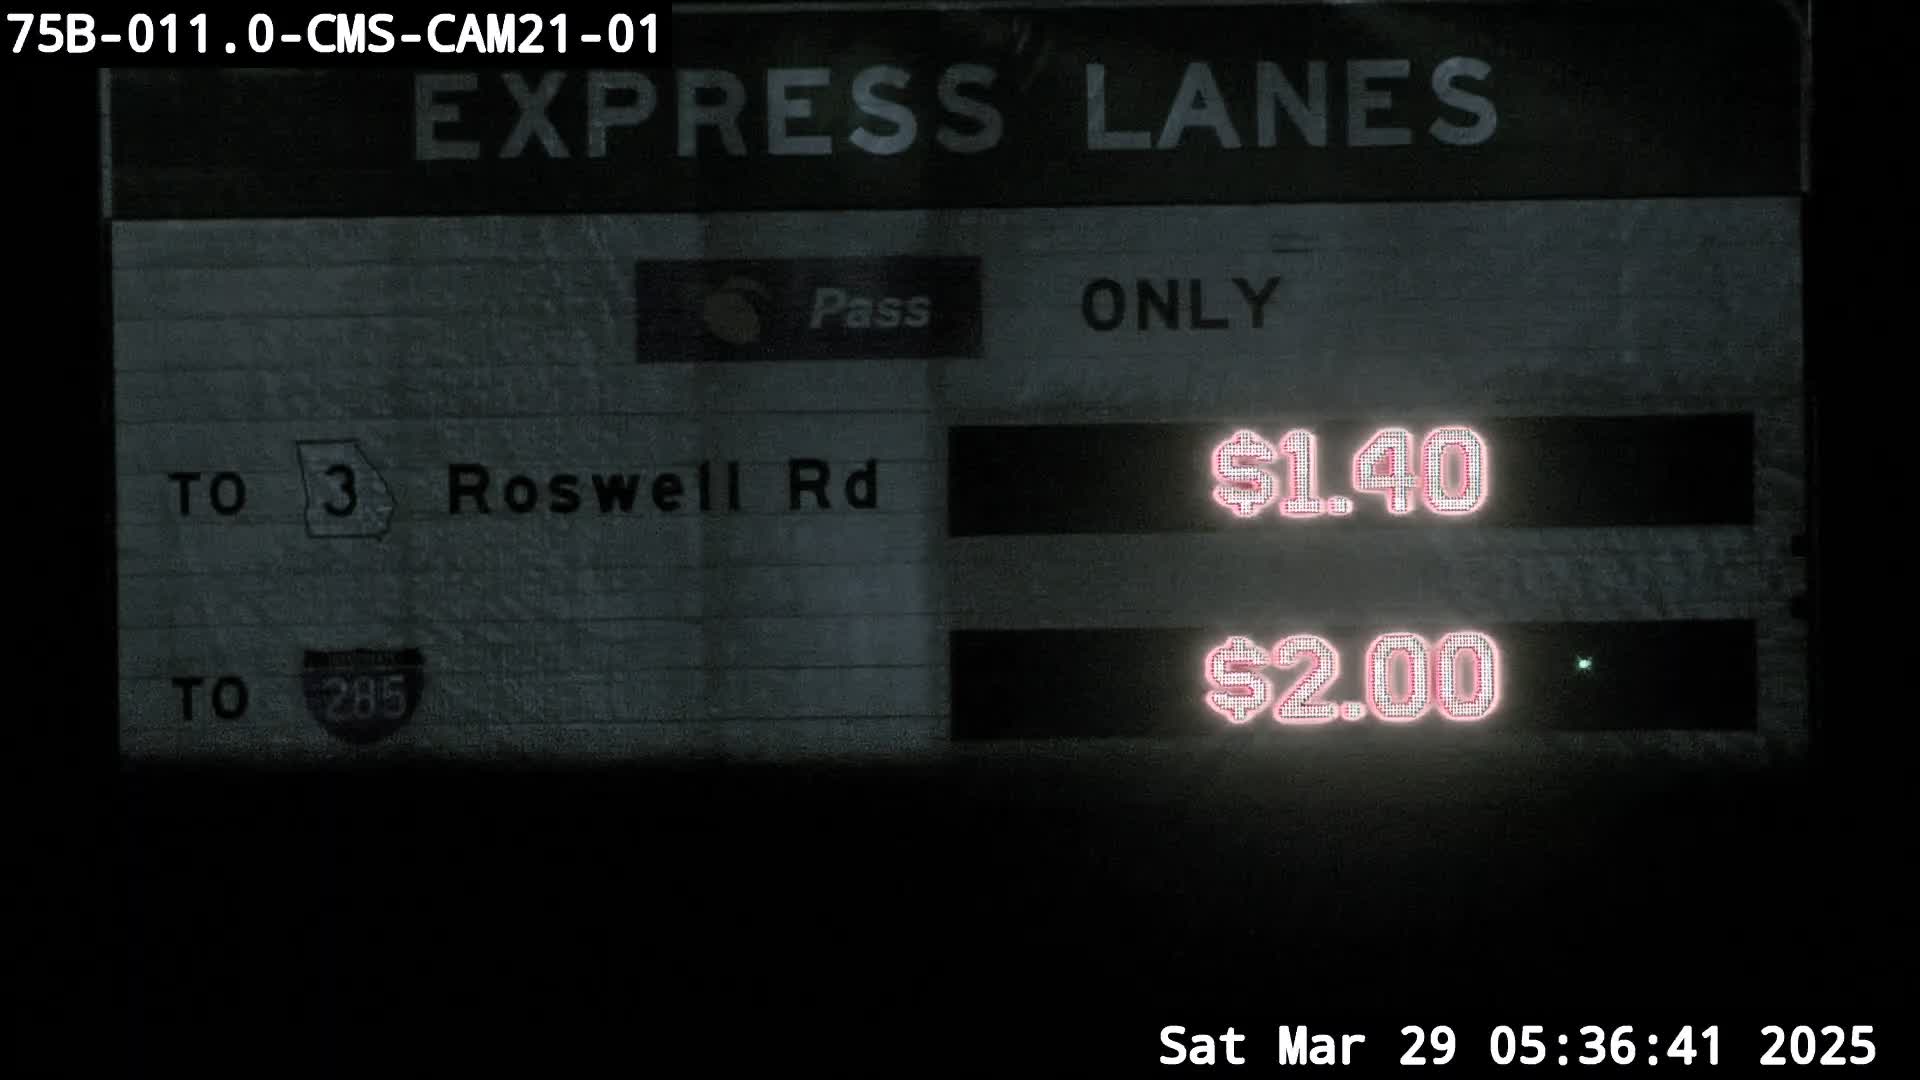 75B-011.0-CMS-CAM21-01
EXPRESS LANES
Pass ONLY
TO 3 Roswell Rd $1.40
TO 285 $2.00
Sat Mar 29 05:36:41 2025